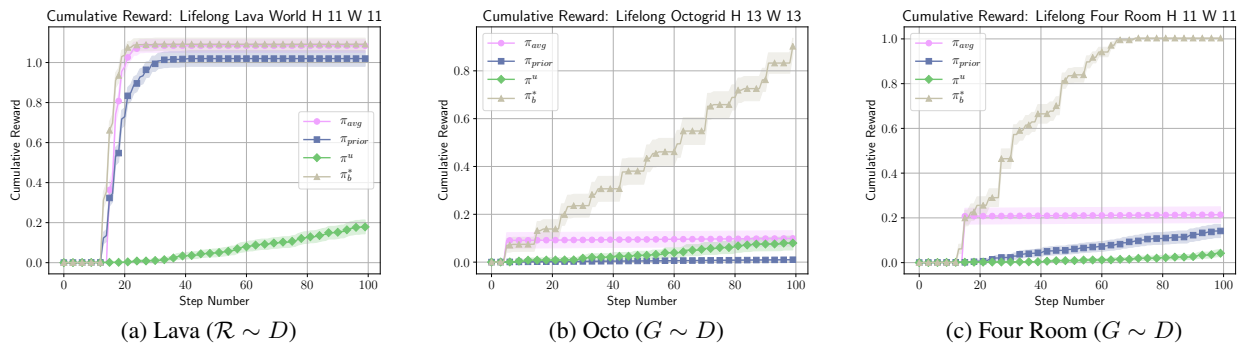 Cumulative Reward: Lifelong Lava World H 11 W 11
Cumulative Reward
1.0
0.8
0.6
0.4
0.2
0.0
π_avg
π_prior
π^u
π_b^*
0 20 40 60 80 100
Step Number
(a) Lava (ℛ ∼ D)
Cumulative Reward: Lifelong Octogrid H 13 W 13
Cumulative Reward
0.8
0.6
0.4
0.2
0.0
π_avg
π_prior
π^u
π_b^*
0 20 40 60 80 100
Step Number
(b) Octo (G ∼ D)
Cumulative Reward: Lifelong Four Room H 11 W 11
Cumulative Reward
1.0
0.8
0.6
0.4
0.2
0.0
π_avg
π_prior
π^u
π_b^*
0 20 40 60 80 100
Step Number
(c) Four Room (G ∼ D)